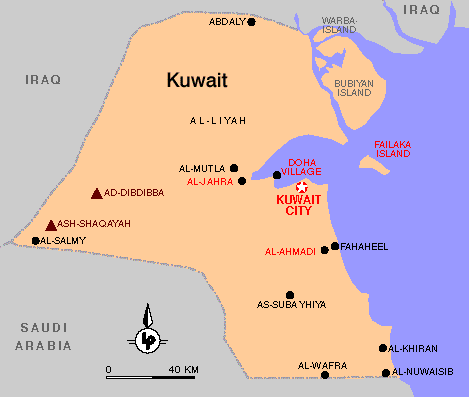 IRAQ
ABDALY
WARBA-
ISLAND
IRAQ
Kuwait
BUBIYAN
ISLAND
AL-LIYAH
FAILAKA
ISLAND
DOHA
VILLAGE
AL-MUTLA
AL-JAHRA
AD-DIBDIBBA
KUWAIT
CITY
ASH-SHAQAYAH
AL-SALMY
AL-AHMADI
FAHAHEEL
AS-SUBAYHIYA
SAUDI
ARABIA
LP
AL-KHIRAN
0 40 KM
AL-WAFRA
AL-NUWAISIB